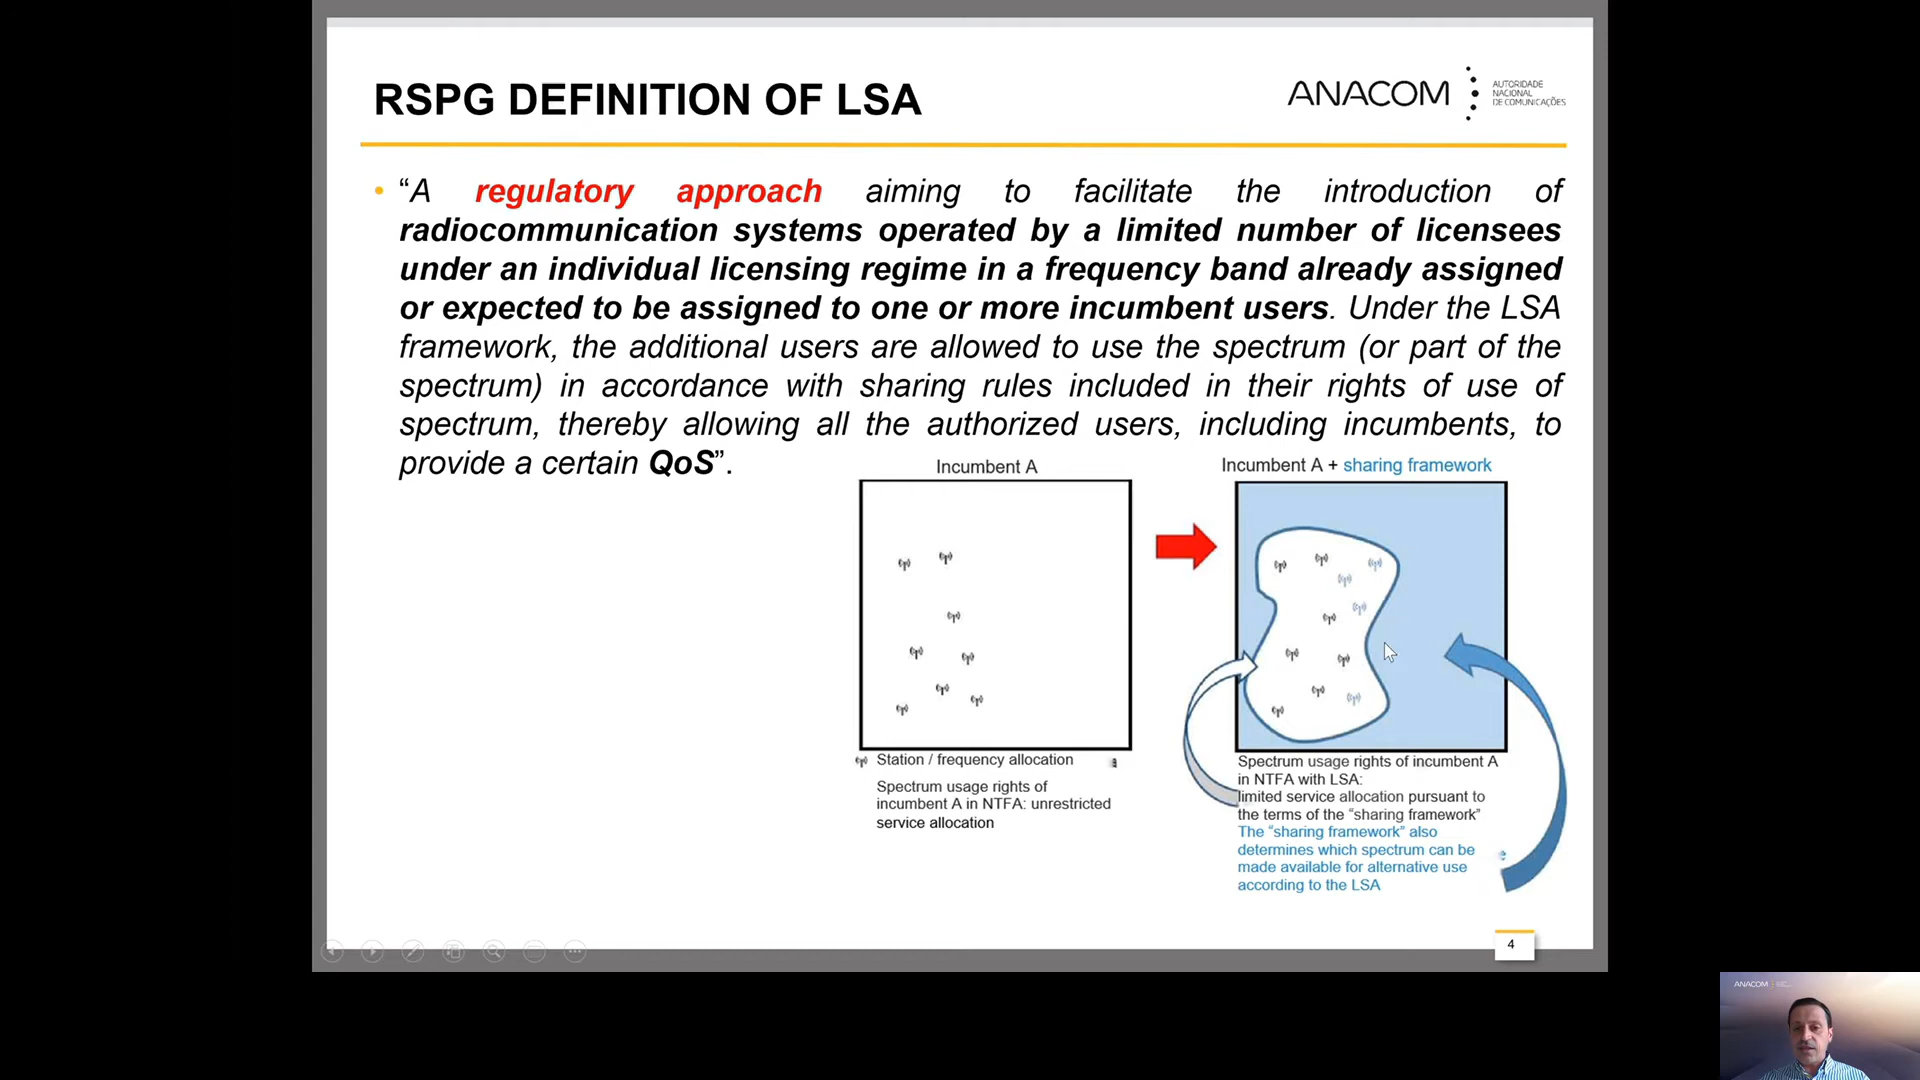 RSPG DEFINITION OF LSA
ANACOM
AUTORIDADE
NACIONAL
DE COMUNICAÇÕES
• “A regulatory approach aiming to facilitate the introduction of
radiocommunication systems operated by a limited number of licensees
under an individual licensing regime in a frequency band already assigned
or expected to be assigned to one or more incumbent users. Under the LSA
framework, the additional users are allowed to use the spectrum (or part of the
spectrum) in accordance with sharing rules included in their rights of use of
spectrum, thereby allowing all the authorized users, including incumbents, to
provide a certain QoS”.
Incumbent A
Station / frequency allocation
Spectrum usage rights of
incumbent A in NTFA: unrestricted
service allocation
Incumbent A + sharing framework
Spectrum usage rights of incumbent A
in NTFA with LSA:
limited service allocation pursuant to
the terms of the “sharing framework”
The “sharing framework” also
determines which spectrum can be
made available for alternative use
according to the LSA
4
ANACOM